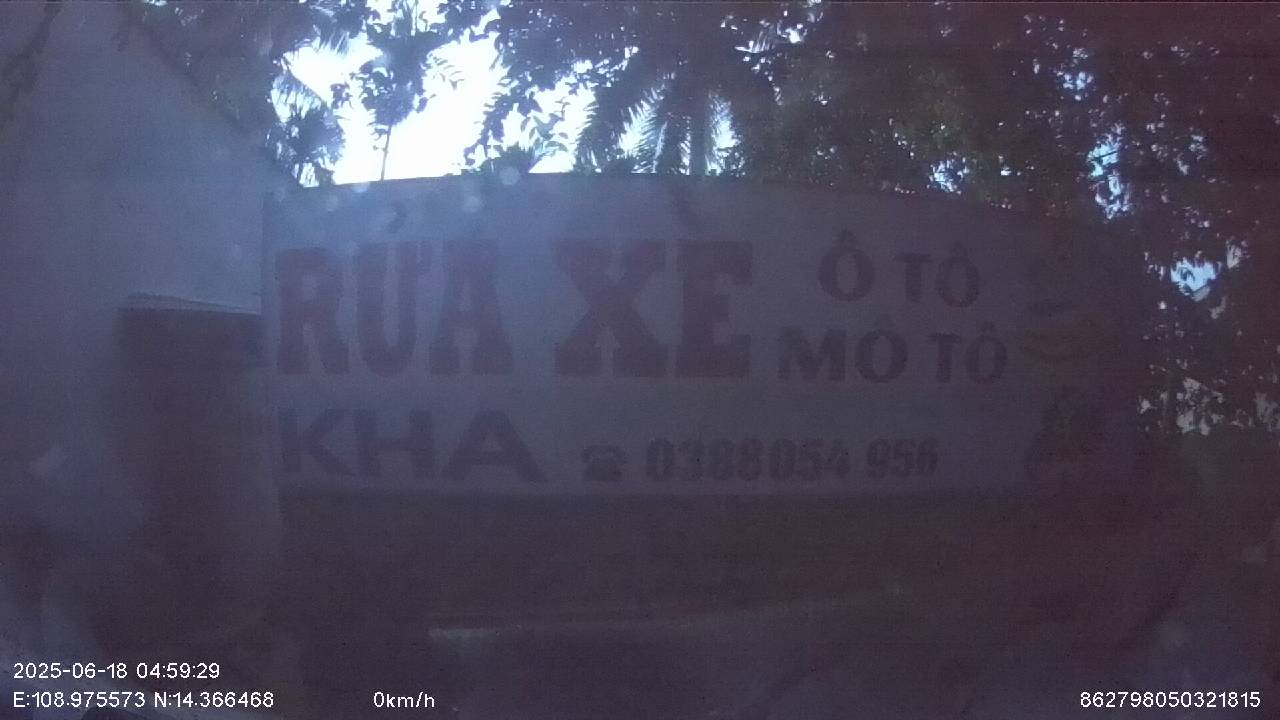 RỬA XE Ô TÔ
MÔ TÔ
KHA ☎ 0388054 956
2025-06-18 04:59:29
E:108.975573 N:14.366468 0km/h 862798050321815